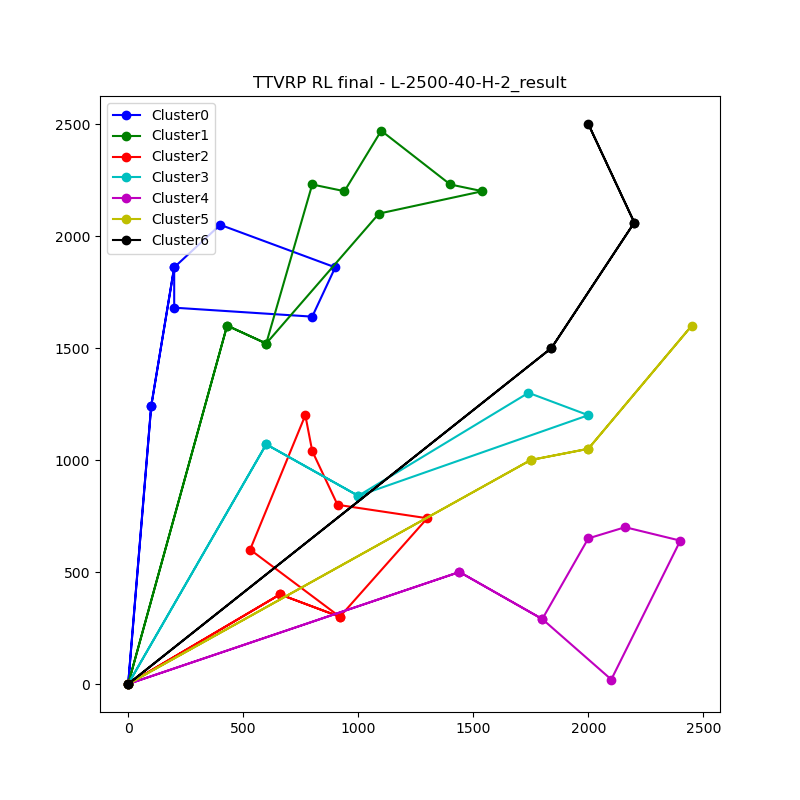 TTVRP RL final - L-2500-40-H-2_result
Cluster0
Cluster1
Cluster2
Cluster3
Cluster4
Cluster5
Cluster6
2500
2000
1500
1000
500
0
0 500 1000 1500 2000 2500